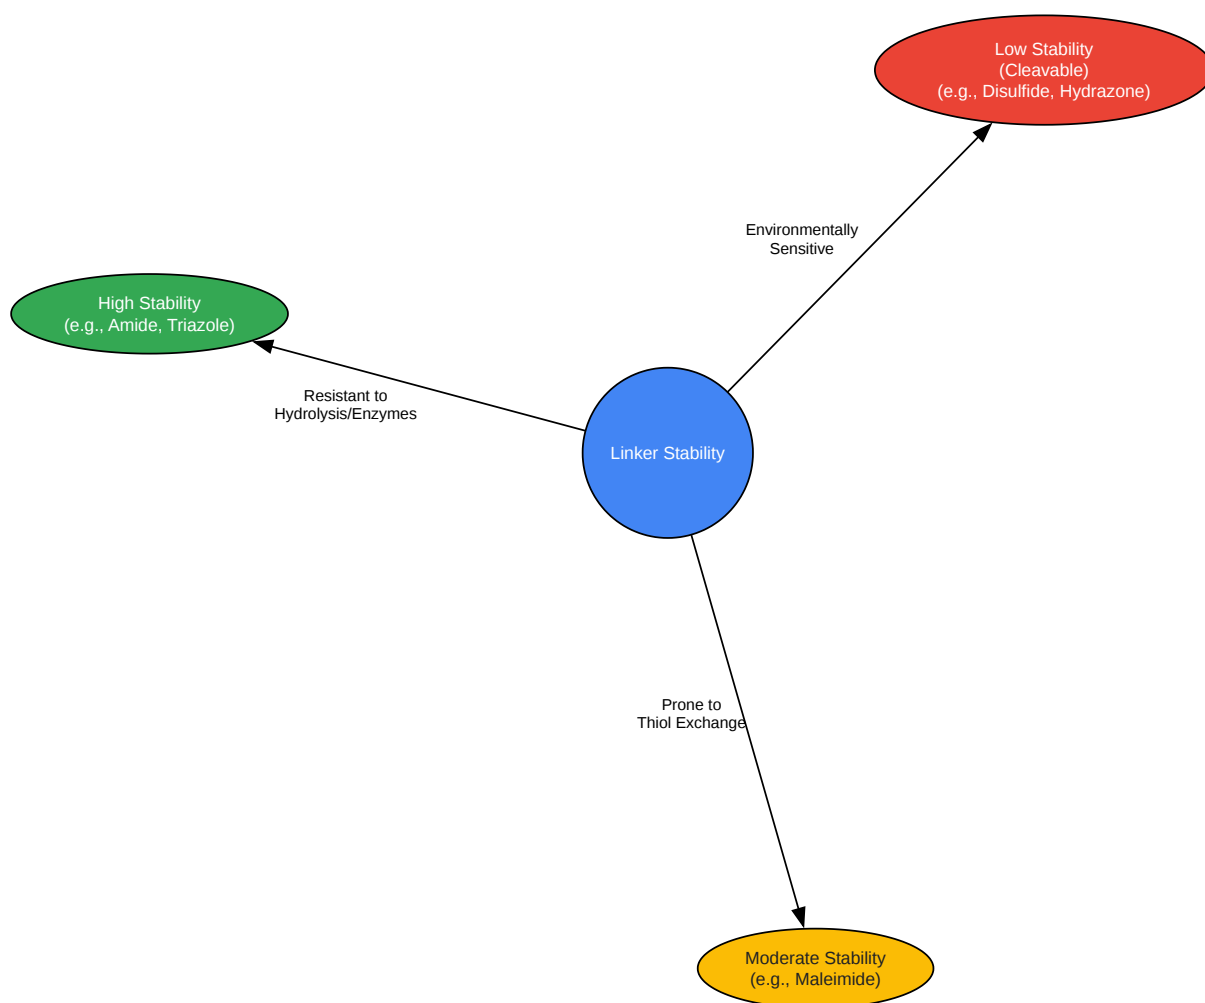 Low Stability
(Cleavable)
(e.g., Disulfide, Hydrazone)
Environmentally
Sensitive
High Stability
(e.g., Amide, Triazole)
Resistant to
Hydrolysis/Enzymes
Linker Stability
Prone to
Thiol Exchange
Moderate Stability
(e.g., Maleimide)